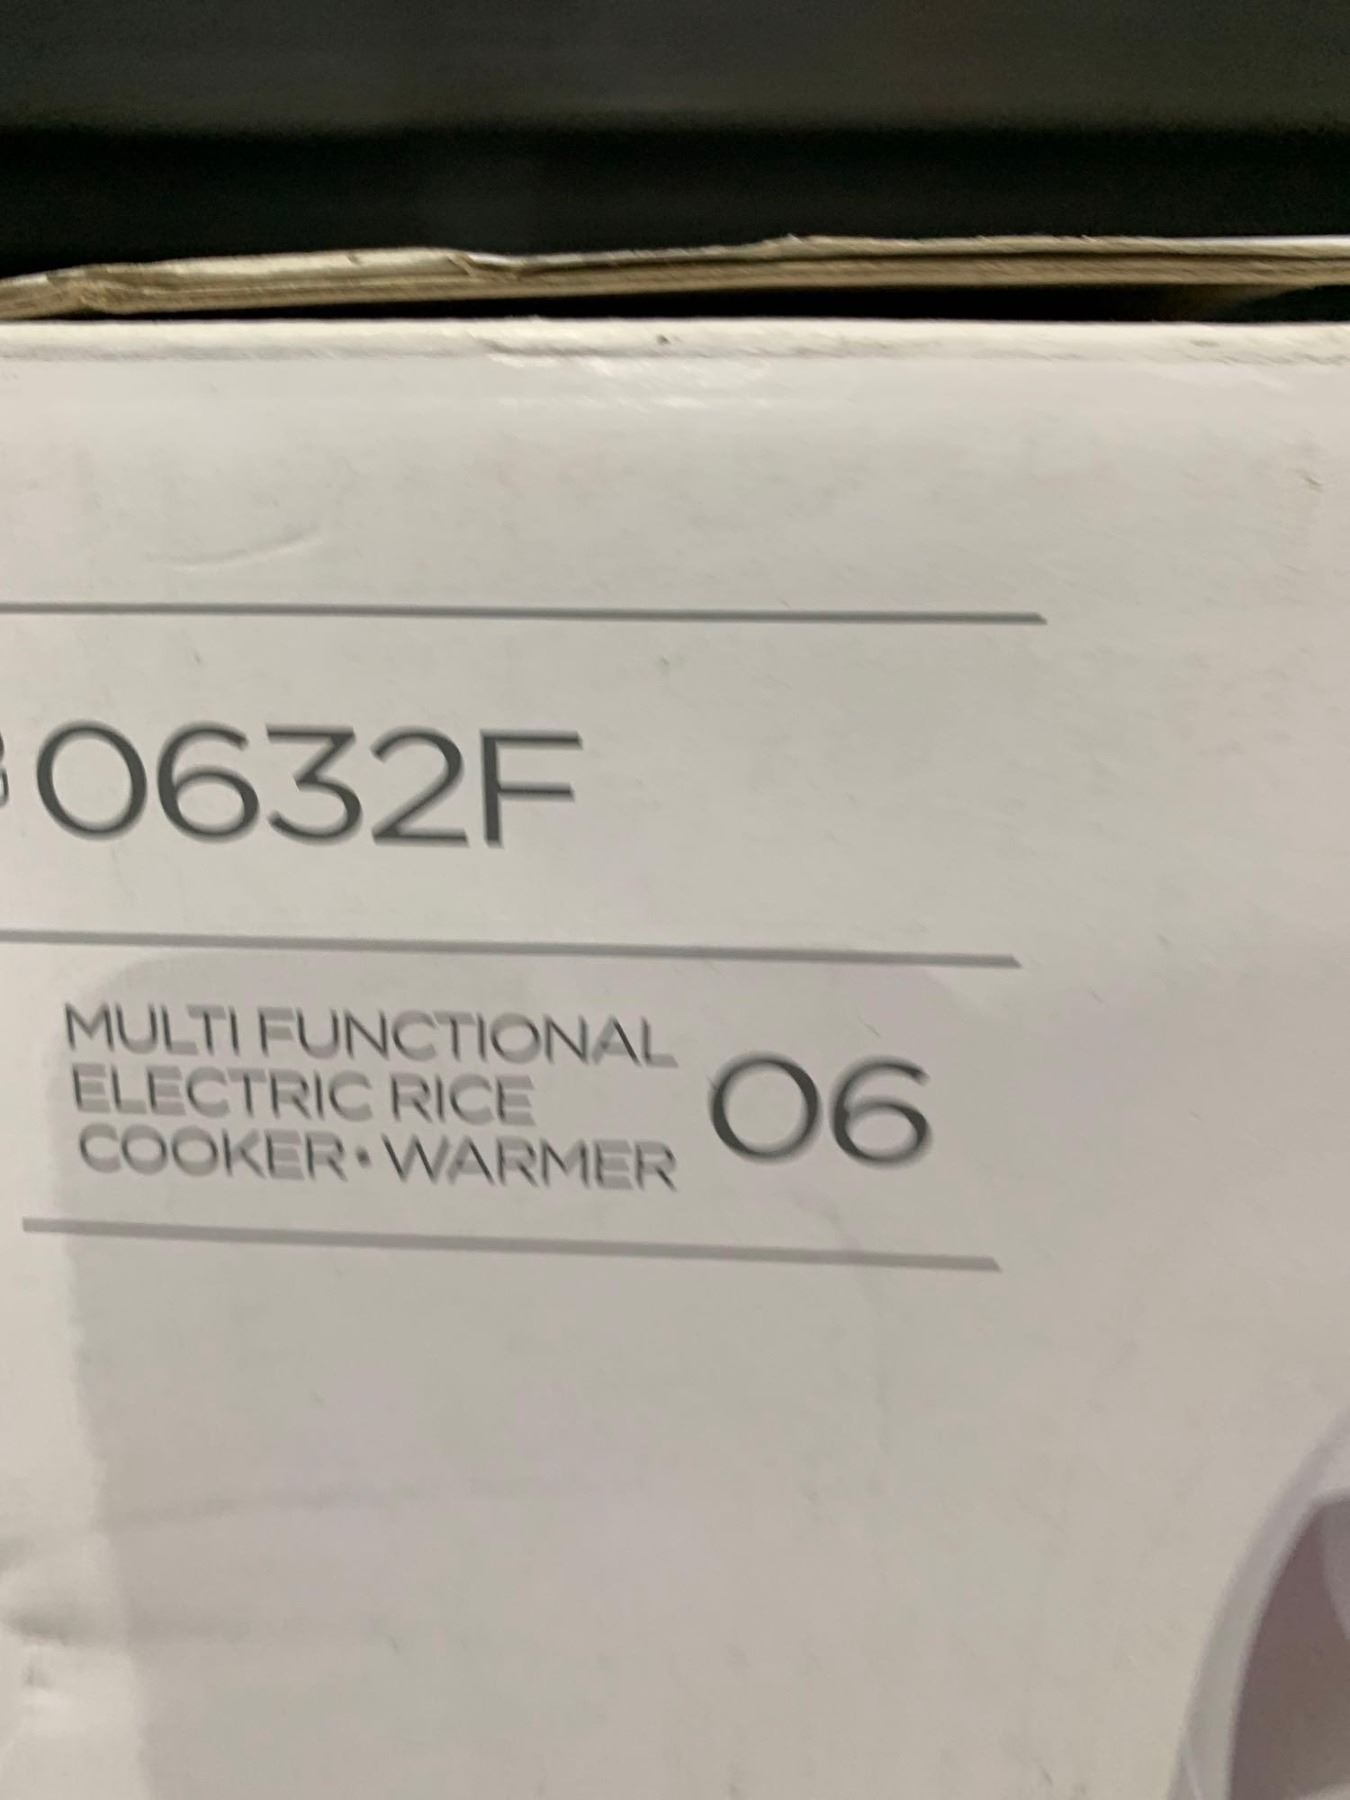 0632F
MULTI FUNCTIONAL
ELECTRIC RICE
COOKER • WARMER
06